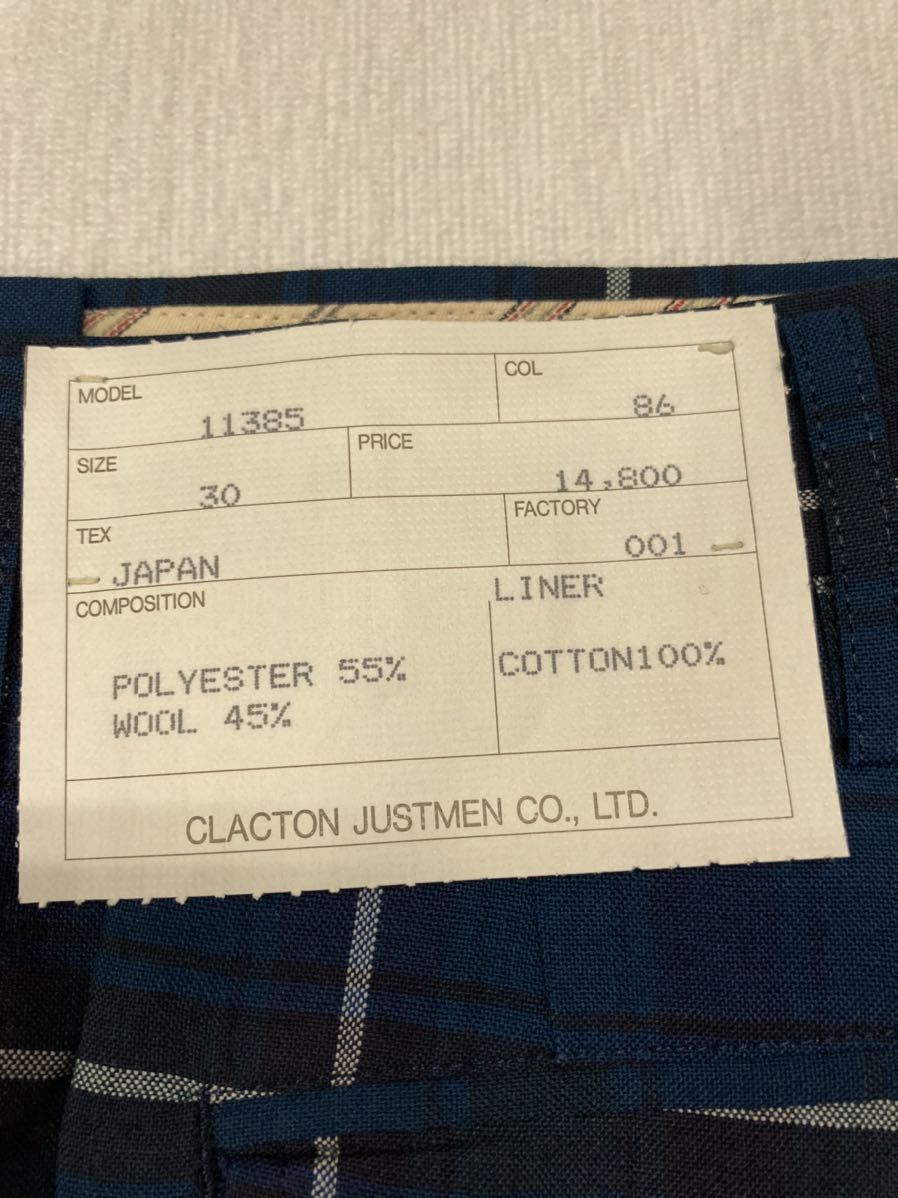 MODEL
11385
COL
86
SIZE
30
PRICE
14,800
TEX
JAPAN
FACTORY
001
COMPOSITION
POLYESTER 55%
WOOL 45%
LINER
COTTON100%
CLACTON JUSTMEN CO., LTD.